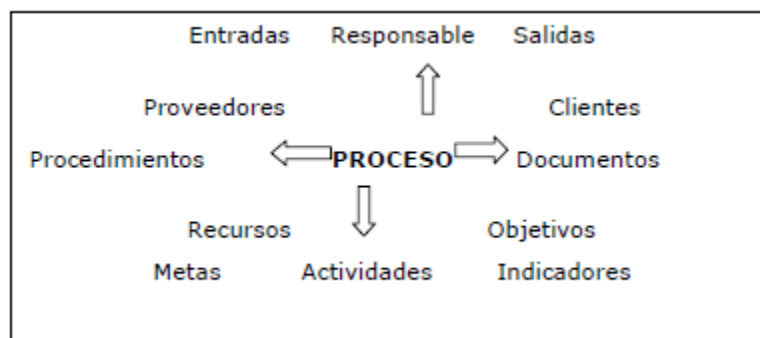 Entradas Responsable Salidas
Proveedores Clientes
Procedimientos PROCESO Documentos
Recursos Objetivos
Metas Actividades Indicadores